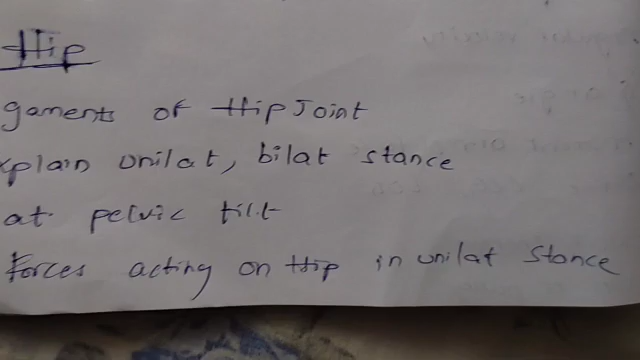 Hip
gaments of Hip Joint
xplain unilat, bilat stance
at pelvic tilt
Forces acting on Hip in unilat stance